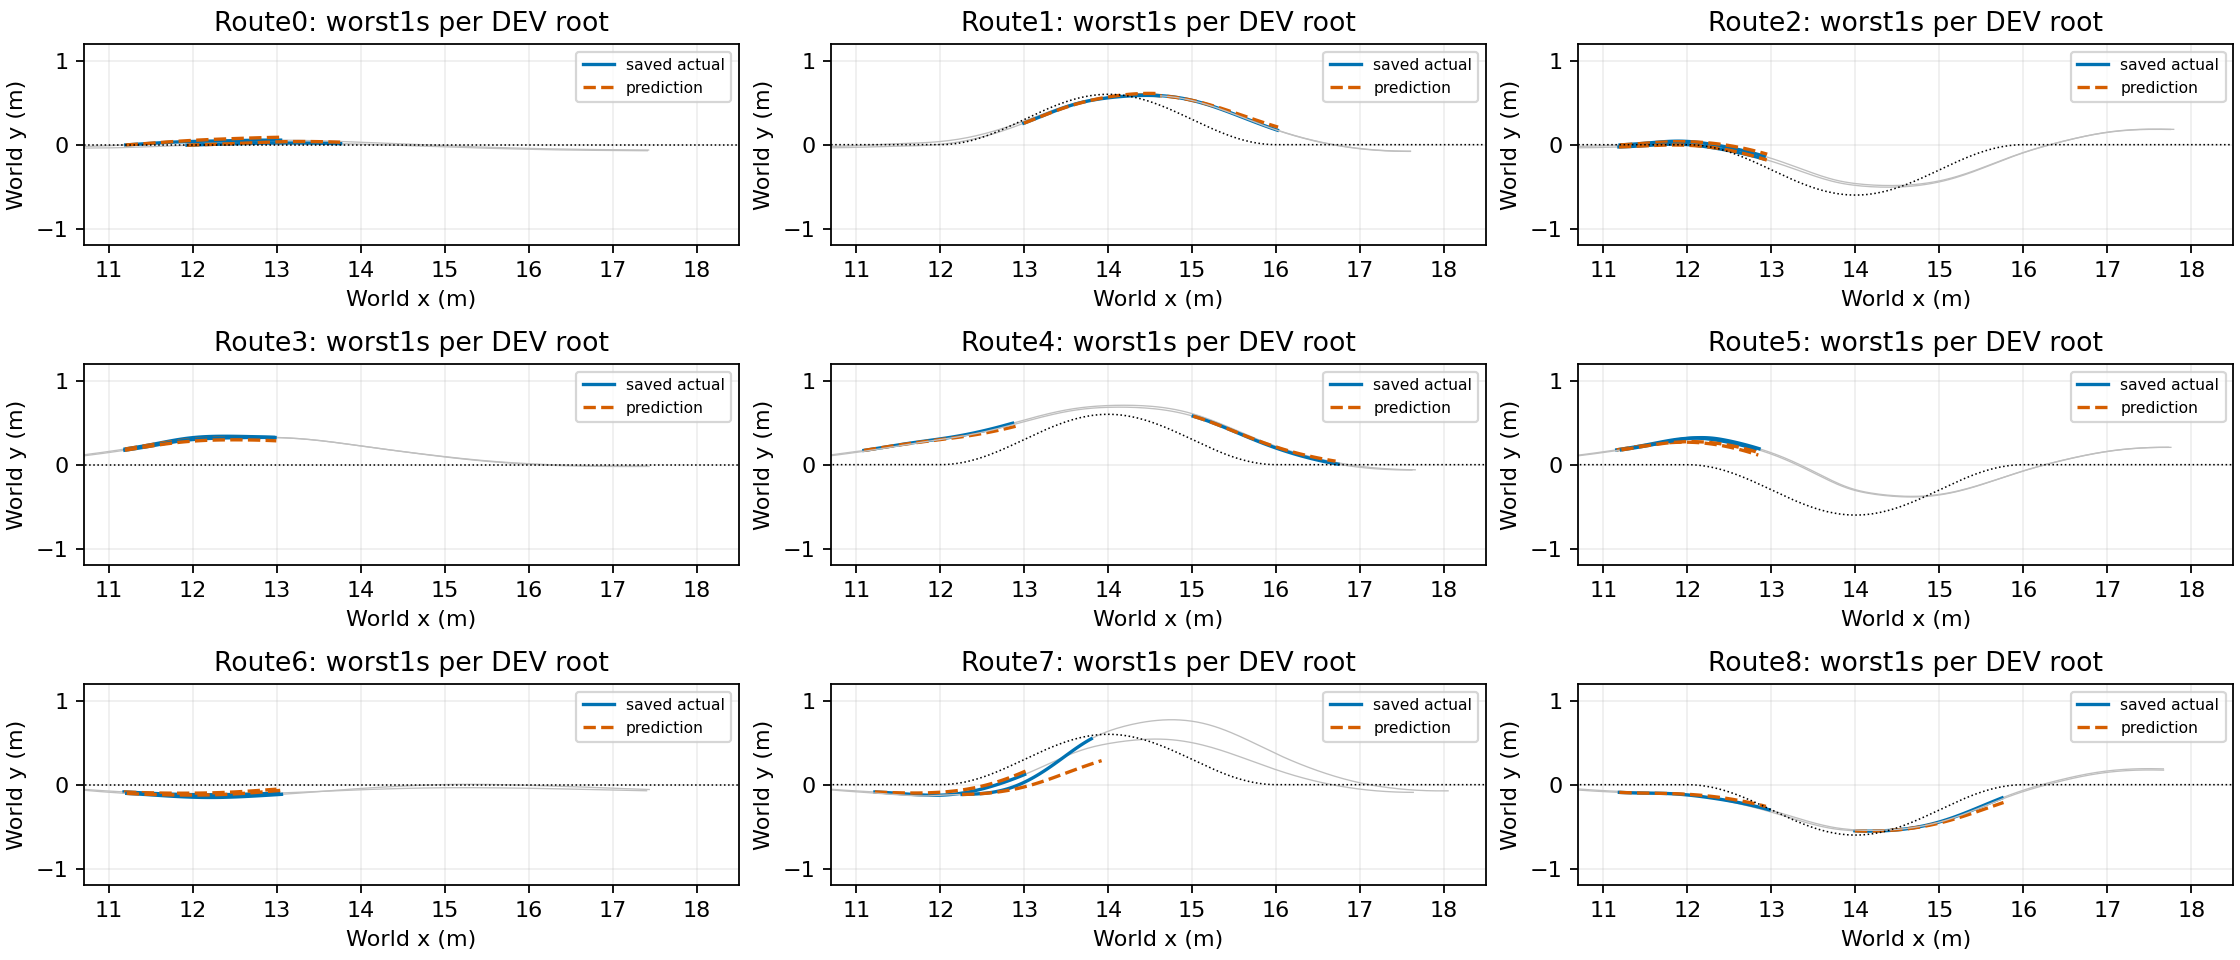 Route0: worst1s per DEV root
Route1: worst1s per DEV root
Route2: worst1s per DEV root
World y (m)
1
0
−1
saved actual
prediction
11 12 13 14 15 16 17 18
World x (m)
World y (m)
1
0
−1
saved actual
prediction
11 12 13 14 15 16 17 18
World x (m)
World y (m)
1
0
−1
saved actual
prediction
11 12 13 14 15 16 17 18
World x (m)
Route3: worst1s per DEV root
Route4: worst1s per DEV root
Route5: worst1s per DEV root
World y (m)
1
0
−1
saved actual
prediction
11 12 13 14 15 16 17 18
World x (m)
World y (m)
1
0
−1
saved actual
prediction
11 12 13 14 15 16 17 18
World x (m)
World y (m)
1
0
−1
saved actual
prediction
11 12 13 14 15 16 17 18
World x (m)
Route6: worst1s per DEV root
Route7: worst1s per DEV root
Route8: worst1s per DEV root
World y (m)
1
0
−1
saved actual
prediction
11 12 13 14 15 16 17 18
World x (m)
World y (m)
1
0
−1
saved actual
prediction
11 12 13 14 15 16 17 18
World x (m)
World y (m)
1
0
−1
saved actual
prediction
11 12 13 14 15 16 17 18
World x (m)